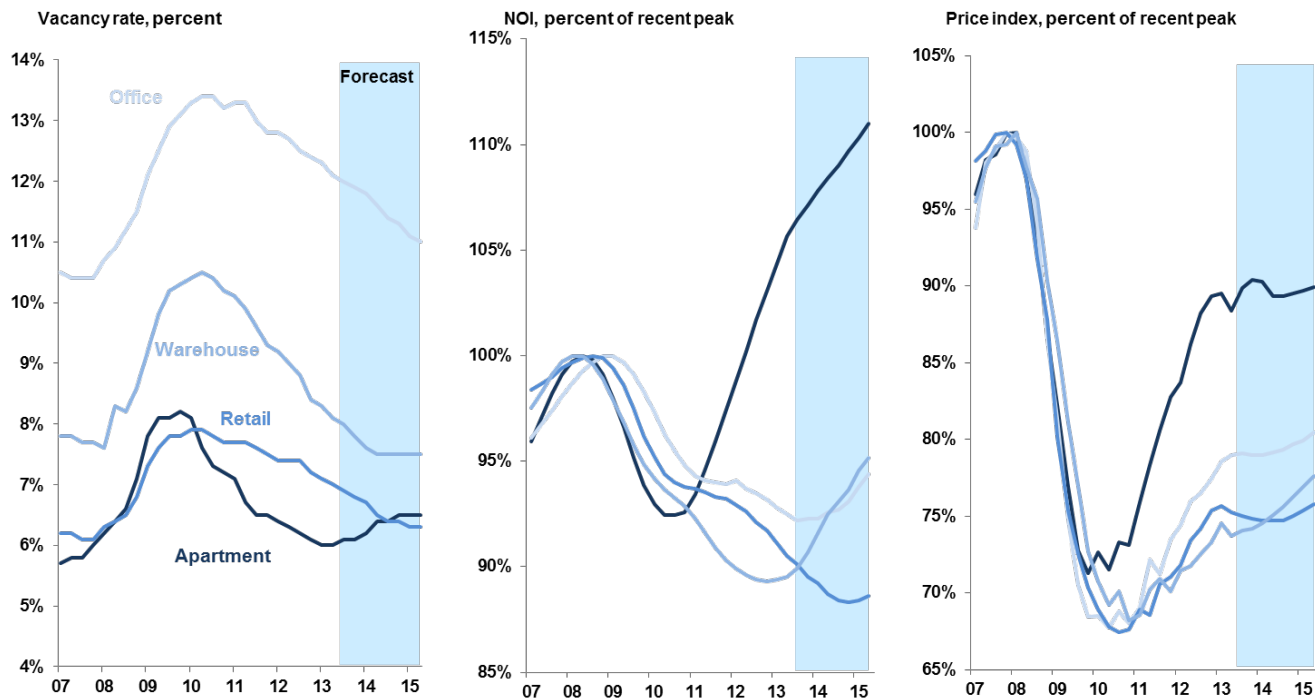 Vacancy rate, percent
14%
13%
12%
11%
10%
9%
8%
7%
6%
5%
4%
Office
Forecast
Warehouse
Retail
Apartment
07 08 09 10 11 12 13 14 15
NOI, percent of recent peak
115%
110%
105%
100%
95%
90%
85%
07 08 09 10 11 12 13 14 15
Price index, percent of recent peak
105%
100%
95%
90%
85%
80%
75%
70%
65%
07 08 09 10 11 12 13 14 15